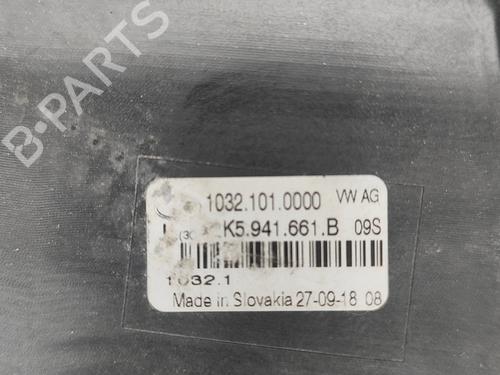 B-PARTS
1032.101.0000 VW AG
K5.941.661.B 09S
1032.1
Made in Slovakia 27-09-18 08